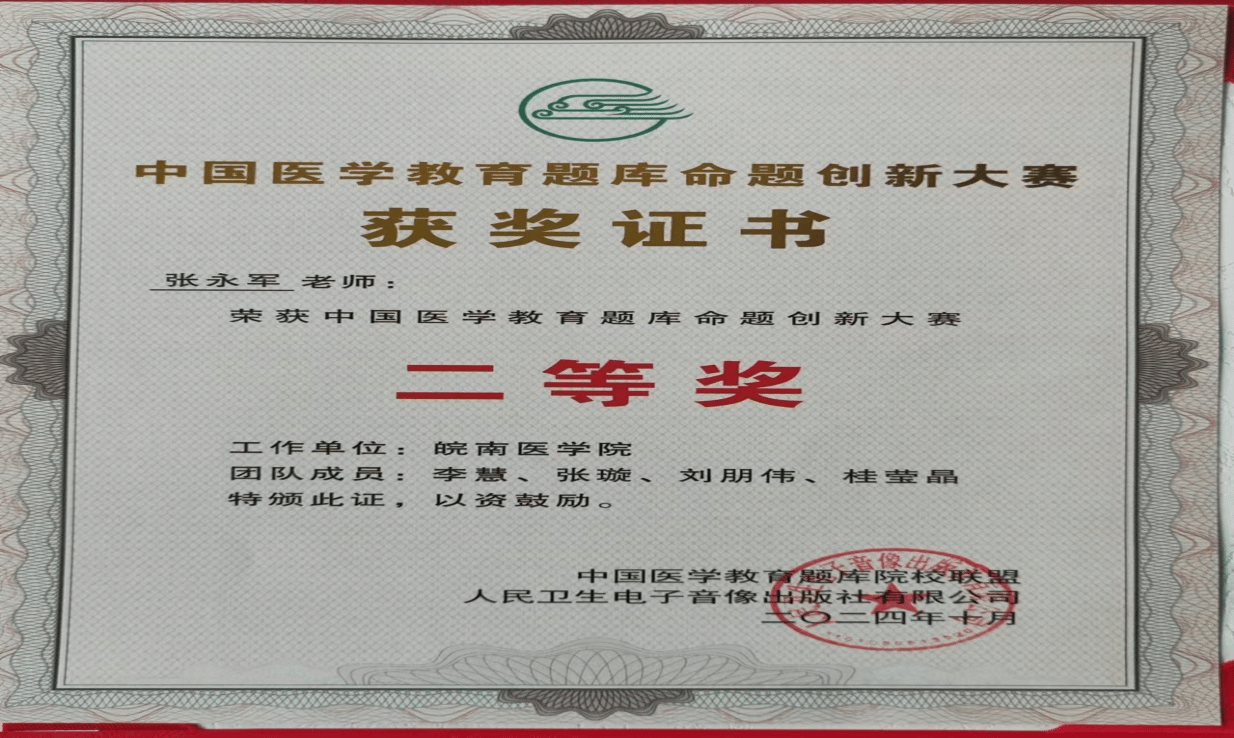 中国医学教育题库命题创新大赛
获奖证书
张永军 老师：
荣获中国医学教育题库命题创新大赛
二等奖
工作单位：皖南医学院
团队成员：李慧、张璇、刘朋伟、桂莹晶
特颁此证，以资鼓励。
中国医学教育题库院校联盟
人民卫生电子音像出版社有限公司
二〇二四年十月